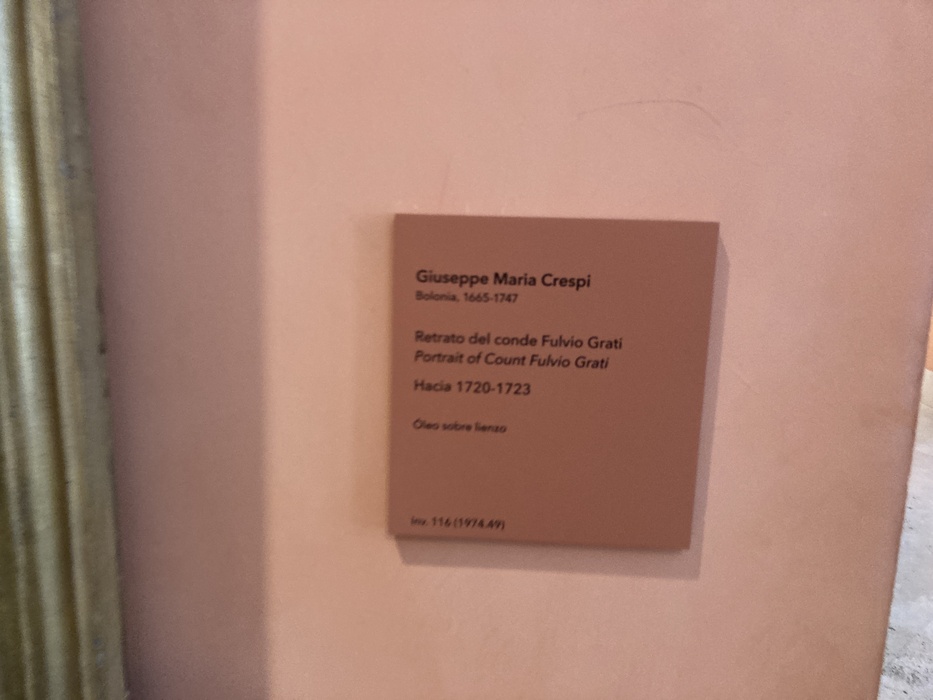 Giuseppe Maria Crespi
Bolonia, 1665-1747
Retrato del conde Fulvio Grati
Portrait of Count Fulvio Grati
Hacia 1720-1723
Óleo sobre lienzo
Inv. 116 (1974.49)